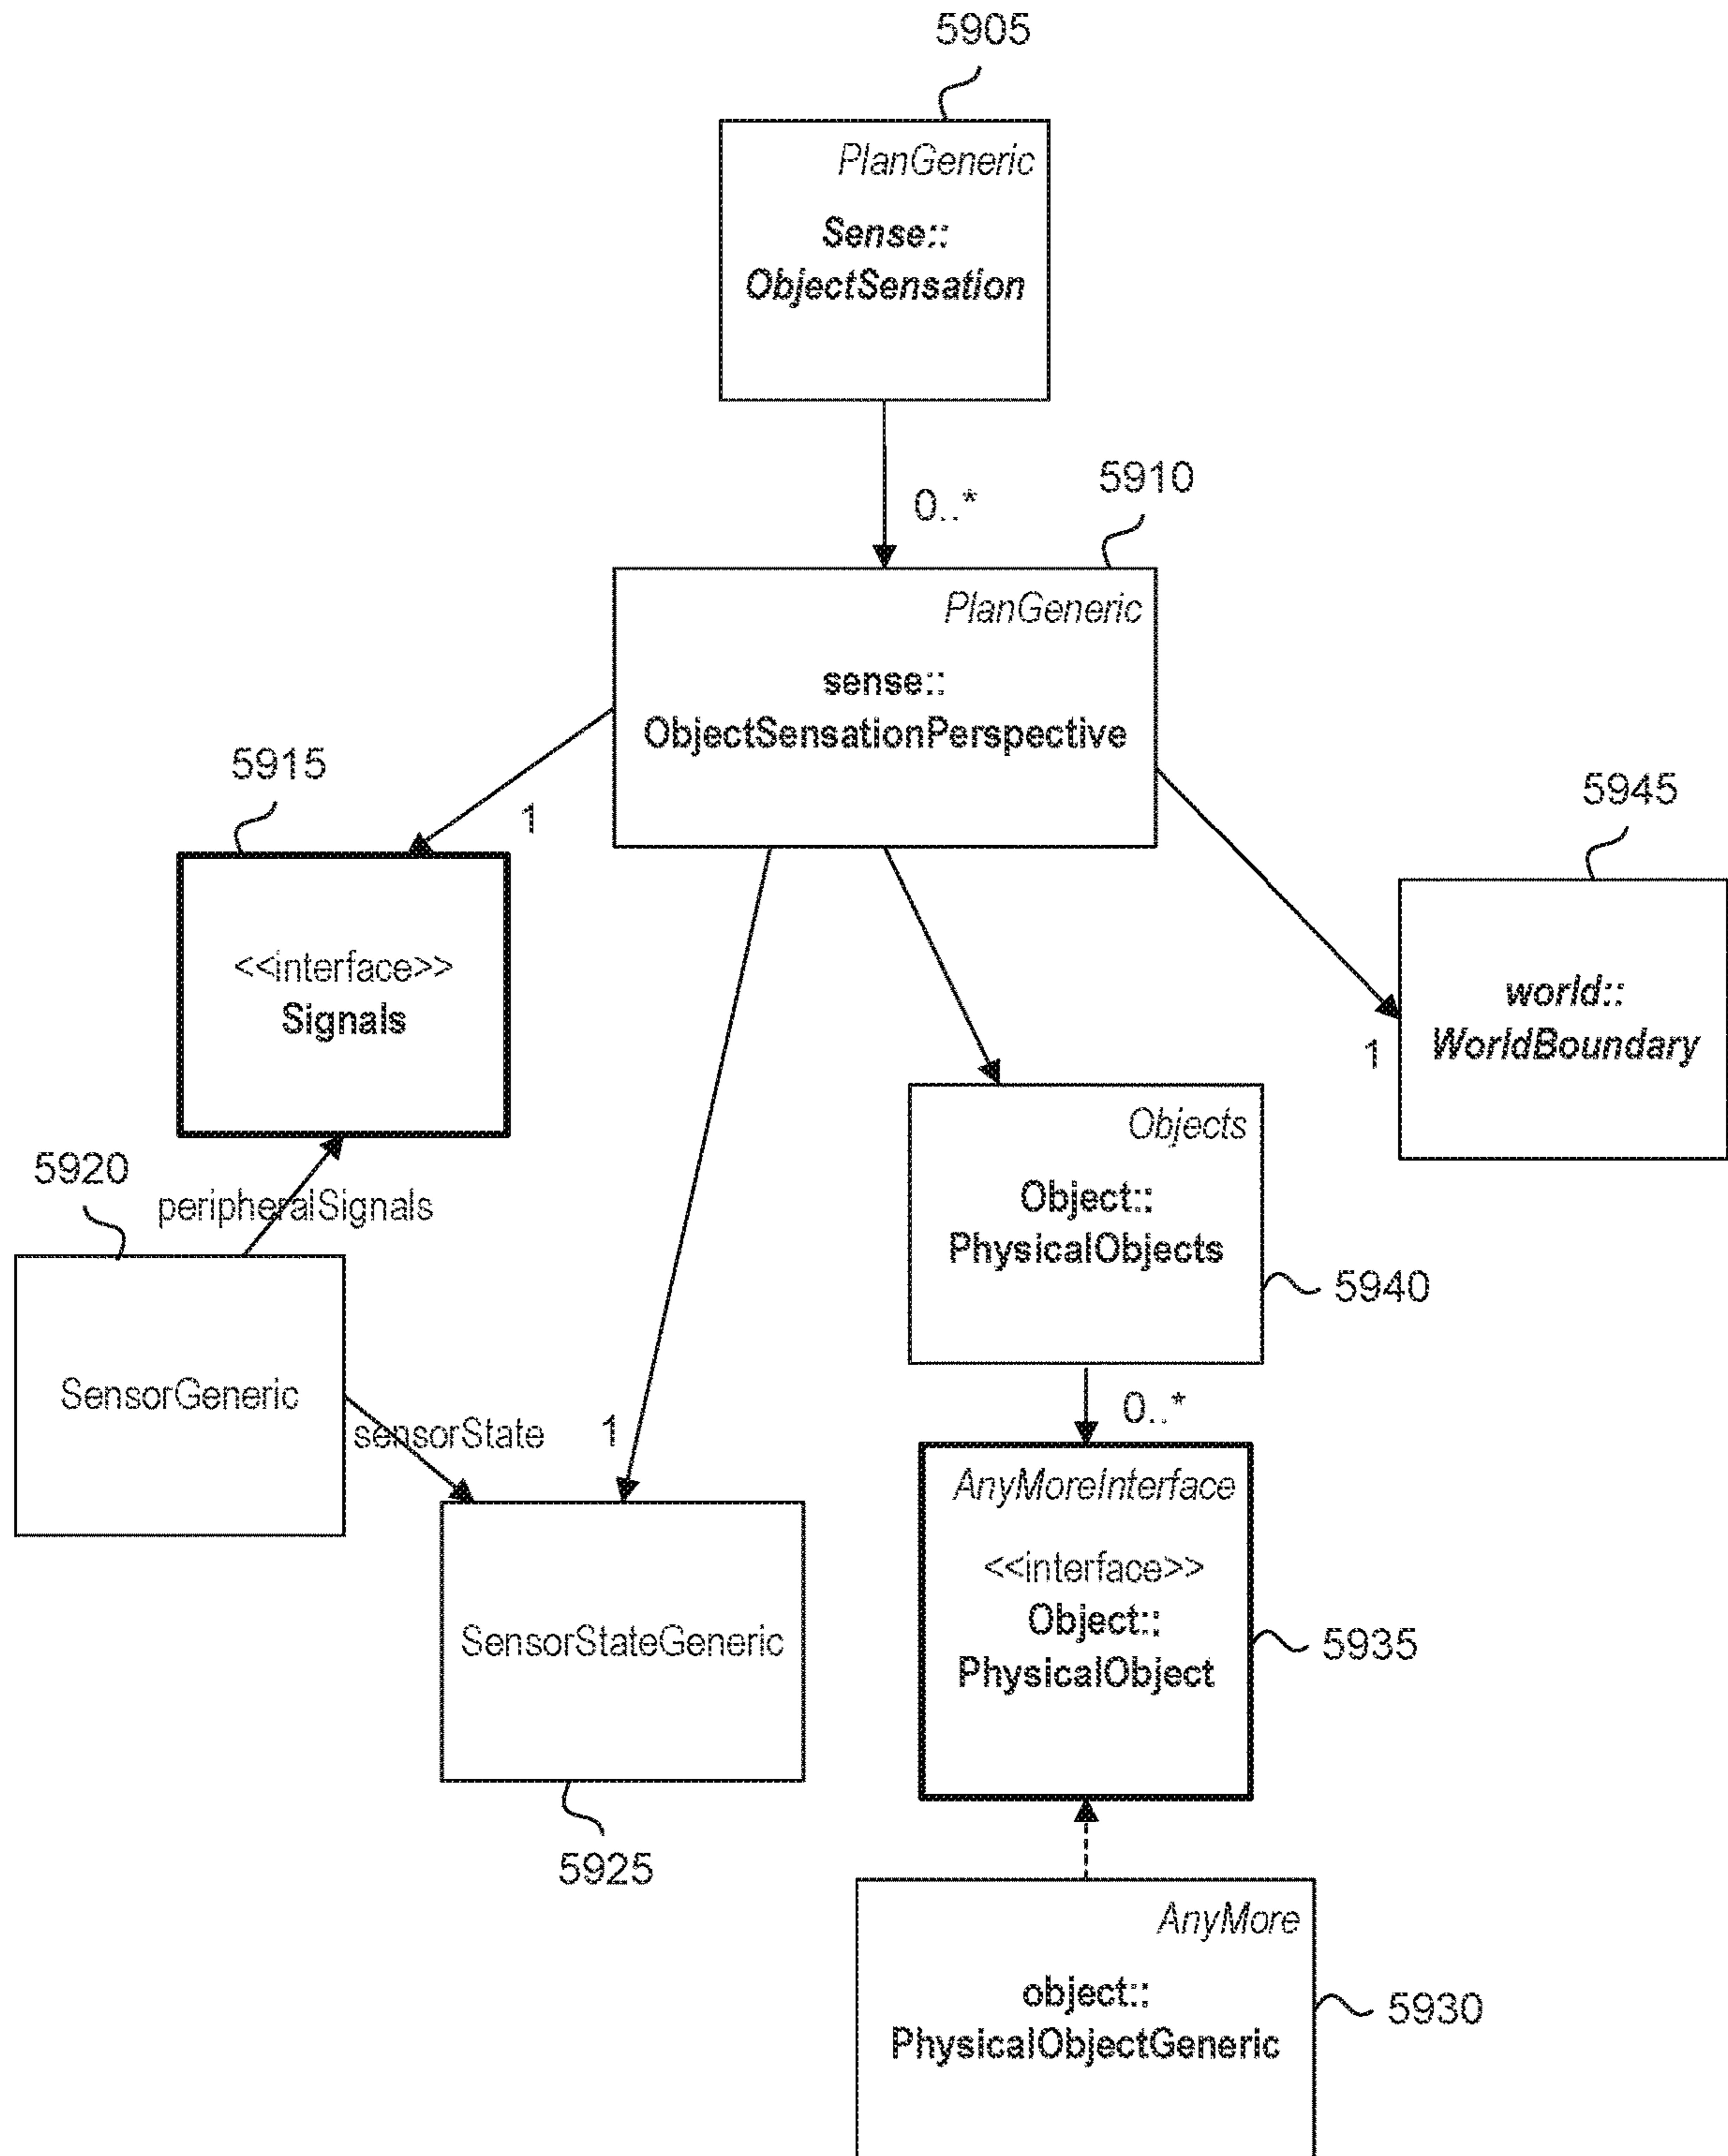 5905
PlanGeneric
Sense::
ObjectSensation
0..*
5910
PlanGeneric
sense::
ObjectSensationPerspective
5915
1
5945
<<interface>>
Signals
world::
WorldBoundary
1
5920
peripheralSignals
Objects
Object::
PhysicalObjects
5940
SensorGeneric
sensorState
1
0..*
AnyMoreInterface
<<interface>>
Object::
PhysicalObject
5935
SensorStateGeneric
5925
AnyMore
object::
PhysicalObjectGeneric
5930